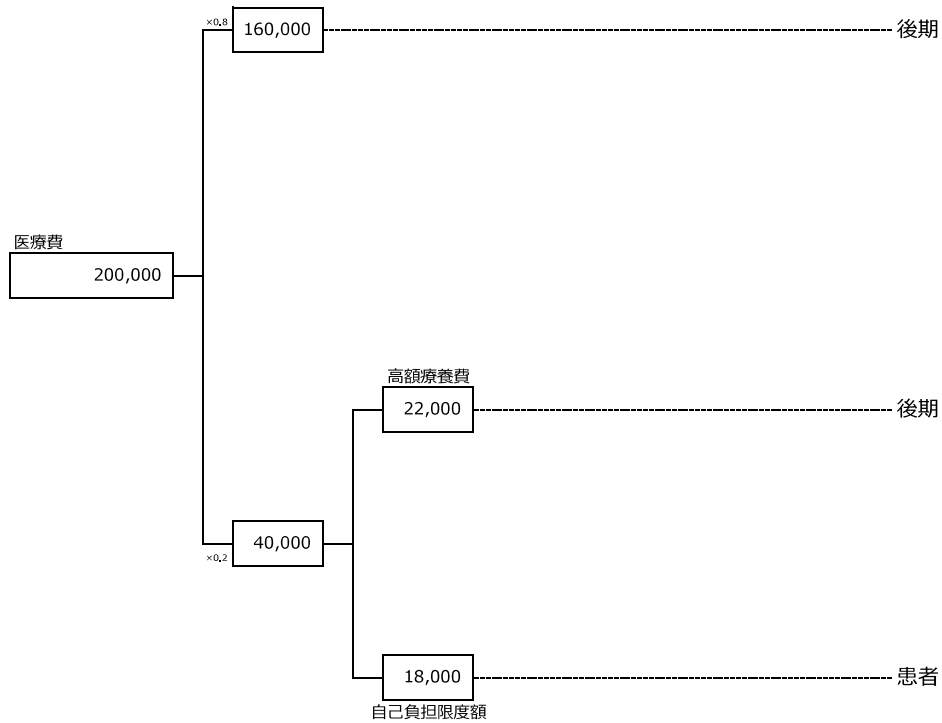 ×0.8
160,000
後期
医療費
200,000
高額療養費
22,000
後期
40,000
×0.2
18,000
患者
自己負担限度額